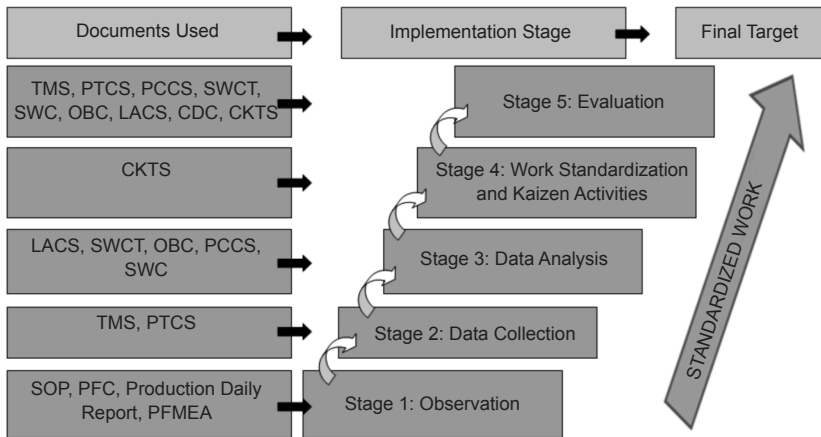 Documents Used
Implementation Stage
Final Target
TMS, PTCS, PCCS, SWCT,
SWC, OBC, LACS, CDC, CKTS
Stage 5: Evaluation
CKTS
Stage 4: Work Standardization
and Kaizen Activities
LACS, SWCT, OBC, PCCS,
SWC
Stage 3: Data Analysis
TMS, PTCS
Stage 2: Data Collection
SOP, PFC, Production Daily
Report, PFMEA
Stage 1: Observation
STANDARDIZED WORK